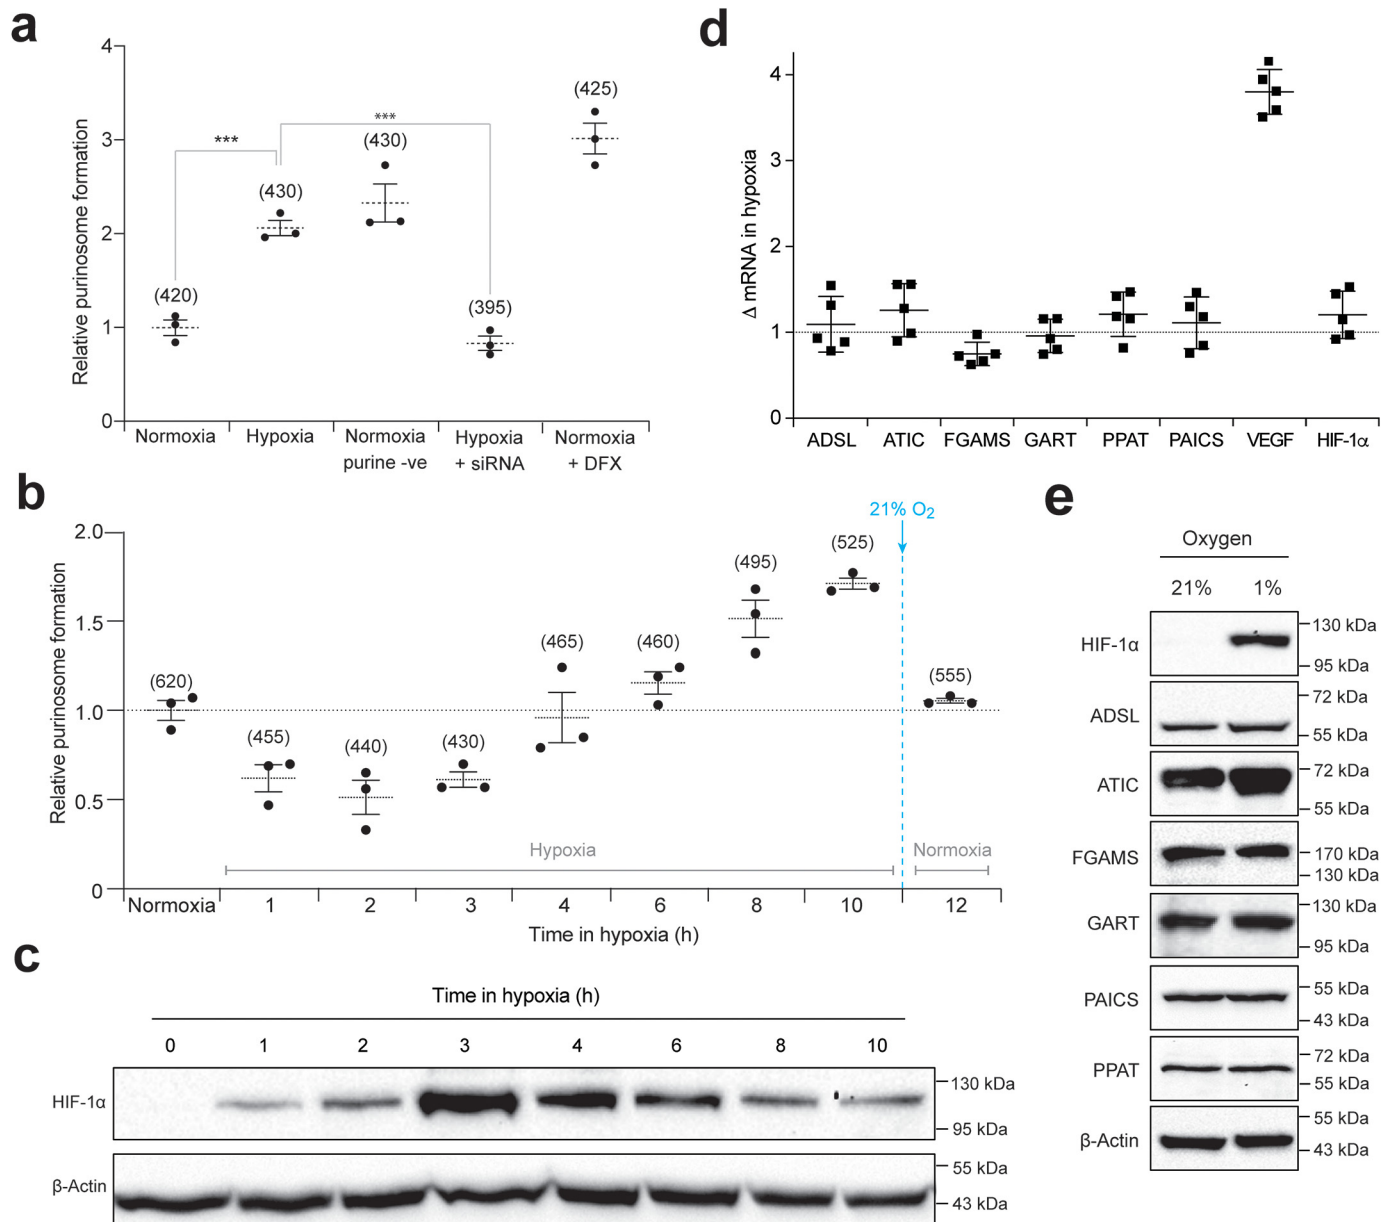 a
Relative purinosome formation
4
3
2
1
0
(420)
***
(430)
***
(430)
(395)
(425)
Normoxia
Hypoxia
Normoxia
purine -ve
Hypoxia
+ siRNA
Normoxia
+ DFX
b
Relative purinosome formation
2.0
1.5
1.0
0.5
0
(620)
(455)
(440)
(430)
(465)
(460)
(495)
(525)
(555)
21% O₂
Hypoxia
Normoxia
Normoxia 1 2 3 4 6 8 10 12
Time in hypoxia (h)
c
Time in hypoxia (h)
0 1 2 3 4 6 8 10
HIF-1α
130 kDa
95 kDa
β-Actin
55 kDa
43 kDa
d
Δ mRNA in hypoxia
4
3
2
1
0
ADSL ATIC FGAMS GART PPAT PAICS VEGF HIF-1α
e
Oxygen
21% 1%
HIF-1α
130 kDa
95 kDa
ADSL
72 kDa
55 kDa
ATIC
72 kDa
55 kDa
FGAMS
170 kDa
130 kDa
GART
130 kDa
95 kDa
PAICS
55 kDa
43 kDa
PPAT
72 kDa
55 kDa
β-Actin
55 kDa
43 kDa